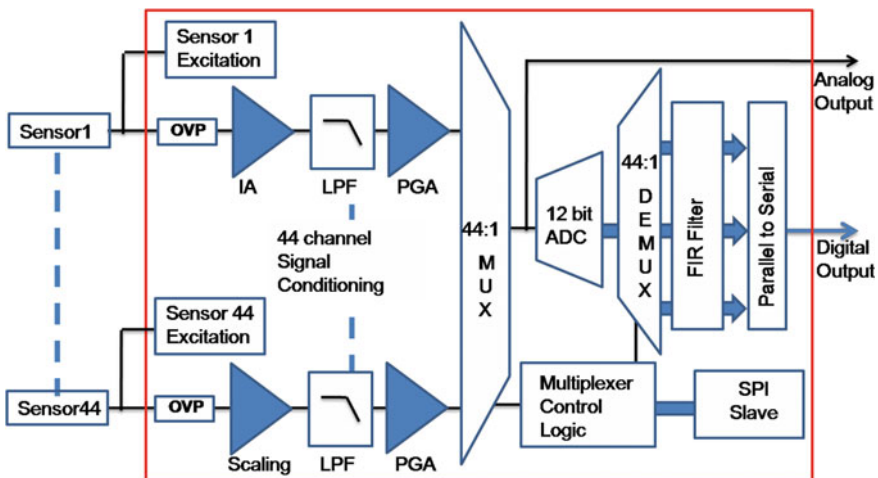 Sensor 1
Excitation
Sensor1
OVP
IA
LPF
PGA
44 channel
Signal
Conditioning
Sensor 44
Excitation
Sensor44
OVP
Scaling
LPF
PGA
44:1
M
U
X
12 bit
ADC
44:1
D
E
M
U
X
FIR Filter
Parallel to Serial
Analog
Output
Digital
Output
Multiplexer
Control
Logic
SPI
Slave